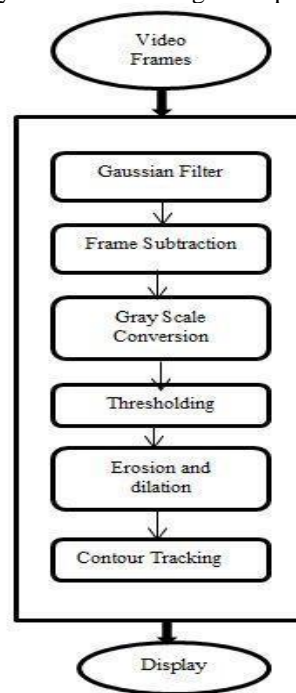 Video
Frames
Gaussian Filter
Frame Subtraction
Gray Scale
Conversion
Thresholding
Erosion and
dilation
Contour Tracking
Display